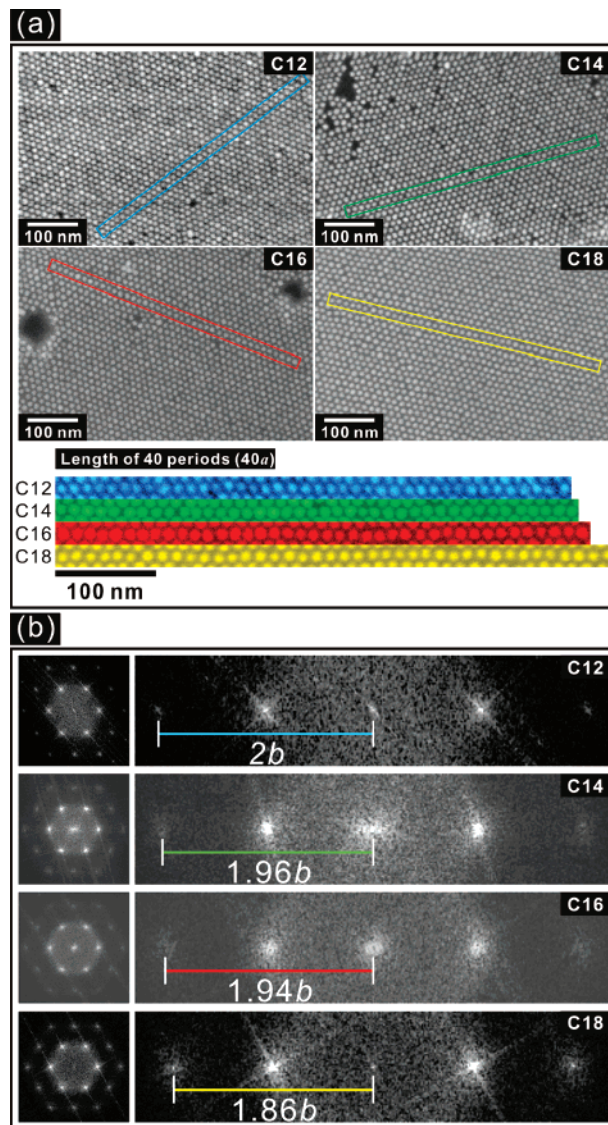 (a)
C12
C14
100 nm
100 nm
C16
C18
100 nm
100 nm
Length of 40 periods (40a)
C12
C14
C16
C18
100 nm
(b)
C12
2b
C14
1.96b
C16
1.94b
C18
1.86b